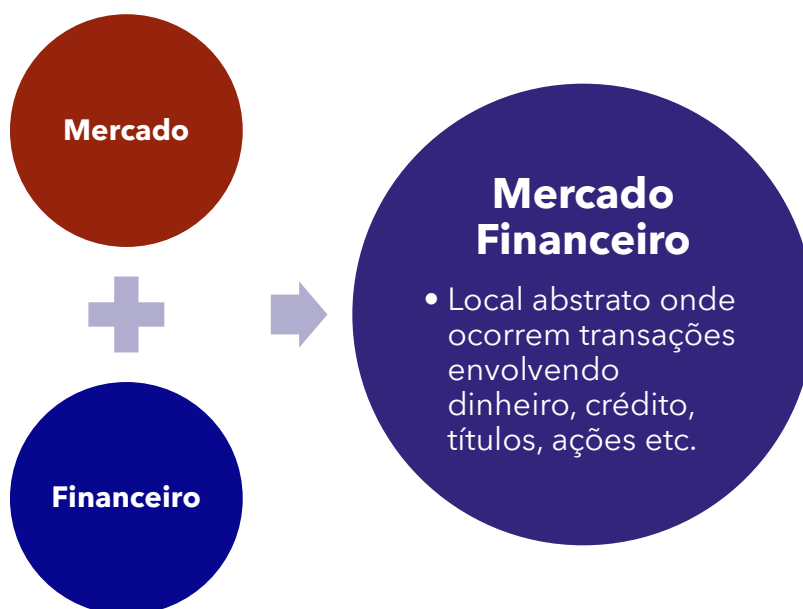 Mercado
Financeiro
Mercado
Financeiro
• Local abstrato onde
ocorrem transações
envolvendo
dinheiro, crédito,
títulos, ações etc.